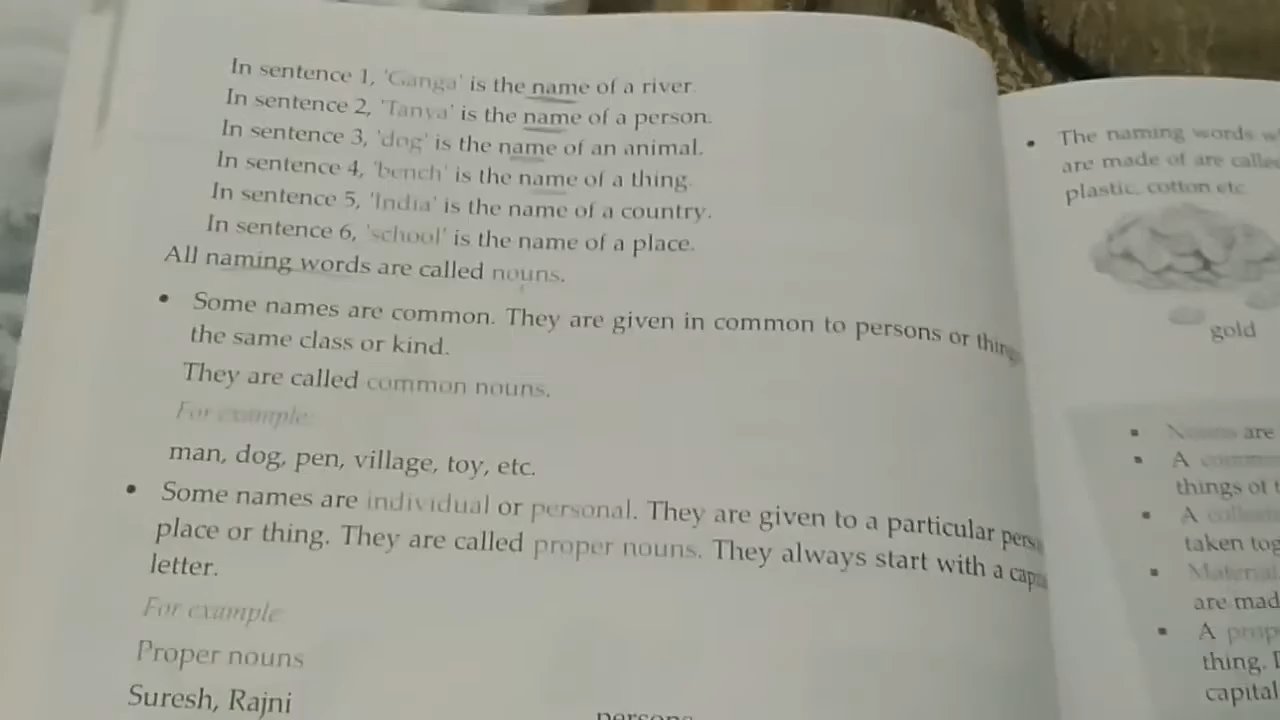 In sentence 1, 'Ganga' is the name of a river.
In sentence 2, 'Tanya' is the name of a person.
In sentence 3, 'dog' is the name of an animal.
In sentence 4, 'bench' is the name of a thing.
In sentence 5, 'India' is the name of a country.
In sentence 6, 'school' is the name of a place.
All naming words are called nouns.
• Some names are common. They are given in common to persons or things
the same class or kind.
They are called common nouns.
For example:
man, dog, pen, village, toy, etc.
• Some names are individual or personal. They are given to a particular
place or thing. They are called proper nouns. They always start with a
letter.
For example
Proper nouns
Suresh, Rajni
persons
• The naming words
are made of are called
plastic, cotton etc.
gold
▪ Nouns are
▪ A
things of
▪ A
taken
▪ Material
are
▪ A
thing.
capital